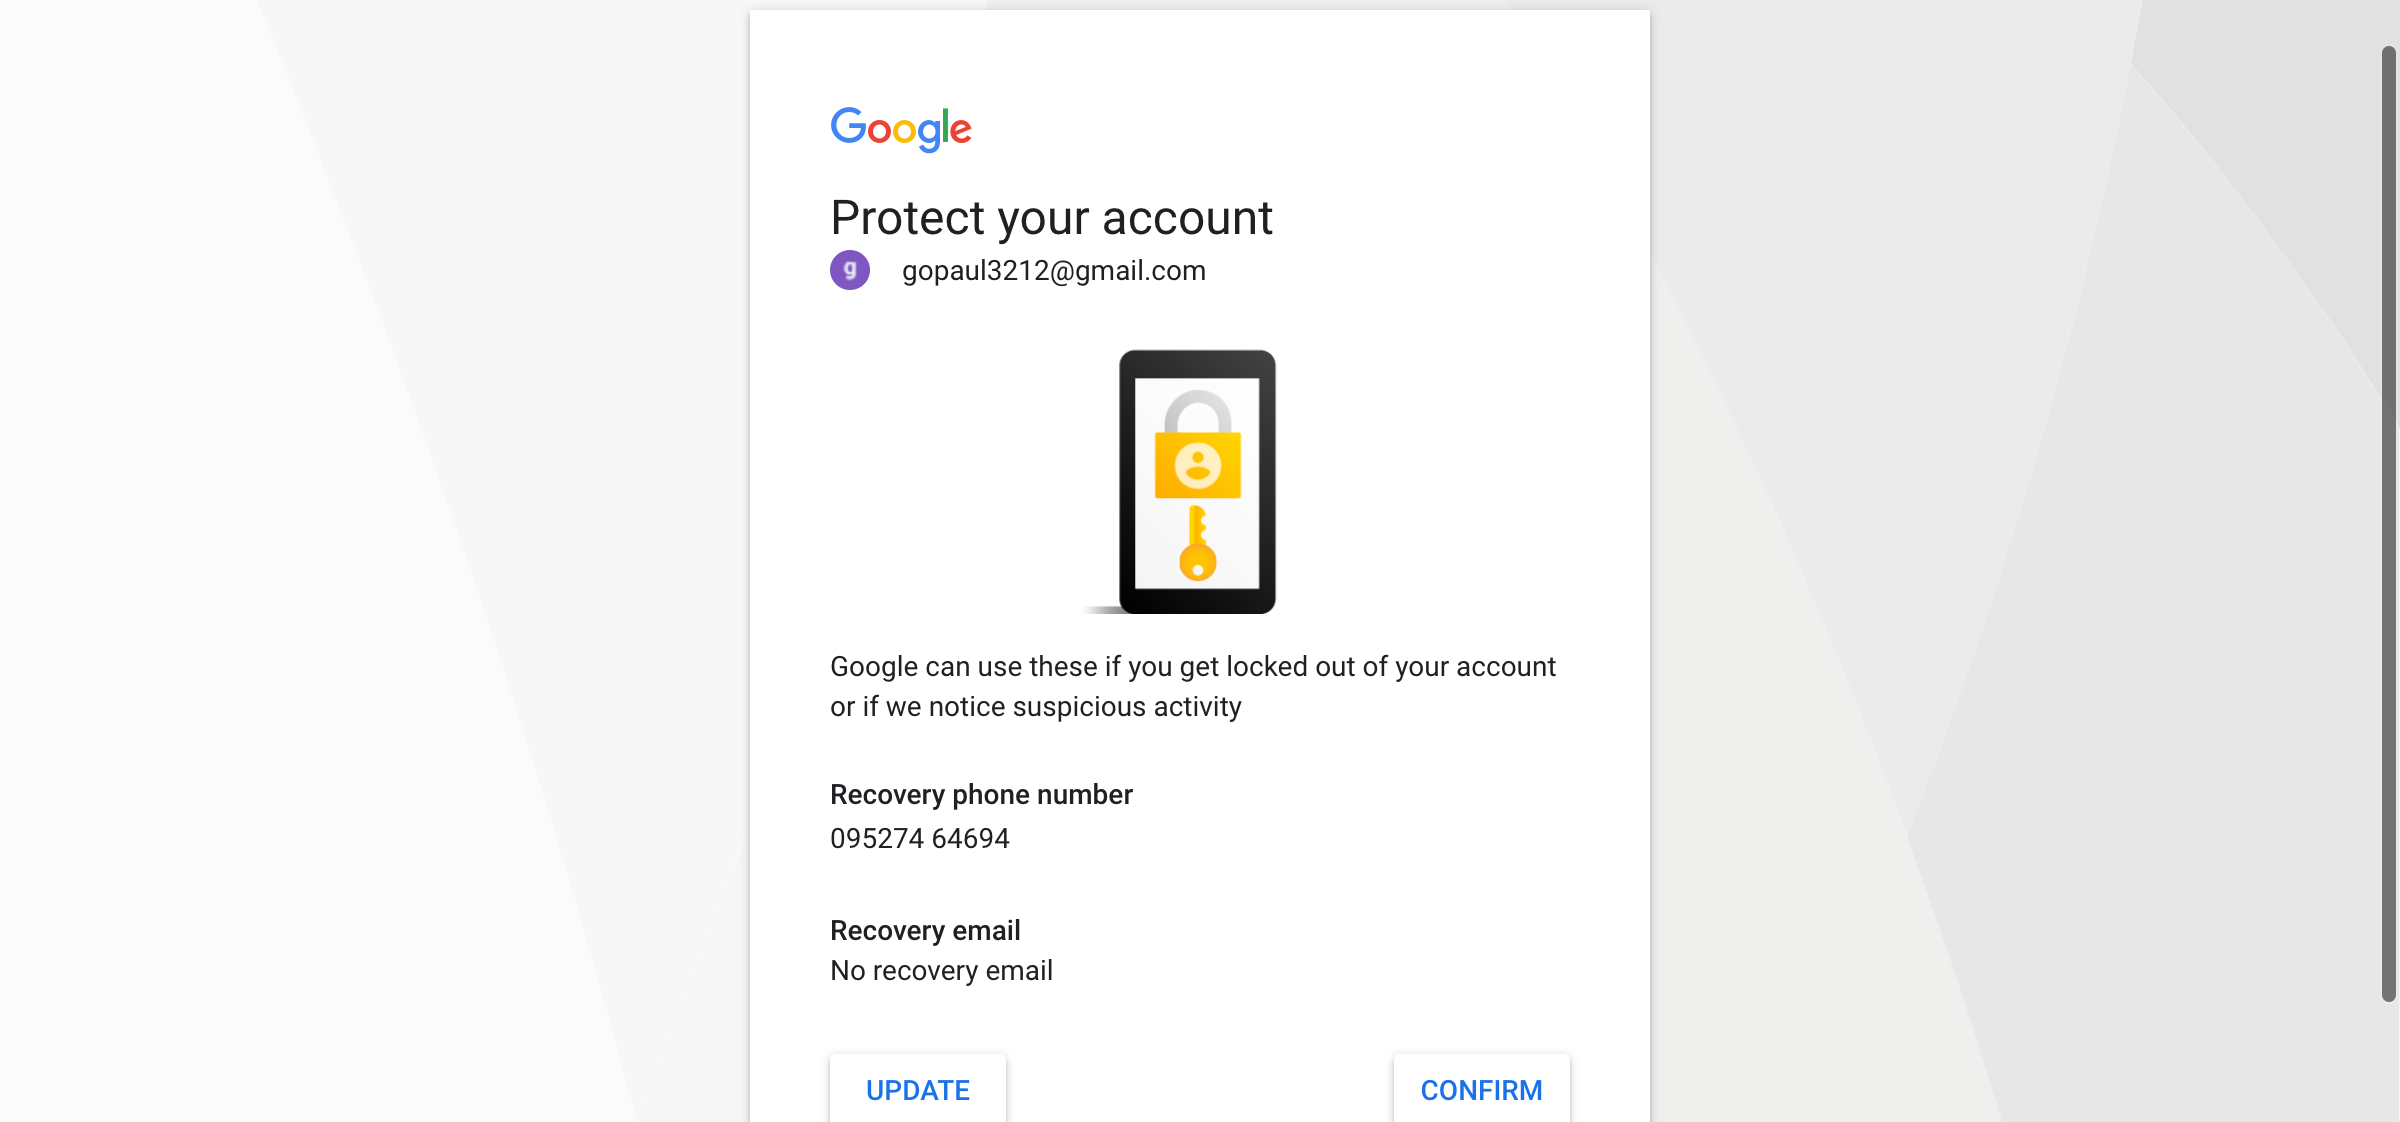 Google
Protect your account
g gopaul3212@gmail.com
Google can use these if you get locked out of your account
or if we notice suspicious activity
Recovery phone number
095274 64694
Recovery email
No recovery email
UPDATE CONFIRM